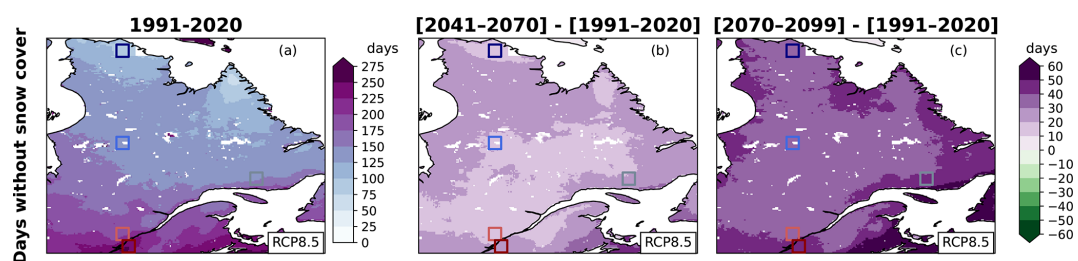 1991-2020
[2041–2070] - [1991–2020]
[2070–2099] - [1991–2020]
Days without snow cover
(a)
(b)
(c)
days
275
250
225
200
175
150
125
100
75
50
25
0
days
60
50
40
30
20
10
0
−10
−20
−30
−40
−50
−60
RCP8.5
RCP8.5
RCP8.5